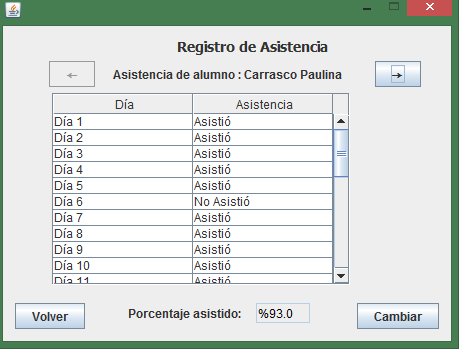 Registro de Asistencia
Asistencia de alumno : Carrasco Paulina
Día Asistencia
Día 1 Asistió
Día 2 Asistió
Día 3 Asistió
Día 4 Asistió
Día 5 Asistió
Día 6 No Asistió
Día 7 Asistió
Día 8 Asistió
Día 9 Asistió
Día 10 Asistió
Día 11 Asistió
Volver Porcentaje asistido: %93.0 Cambiar